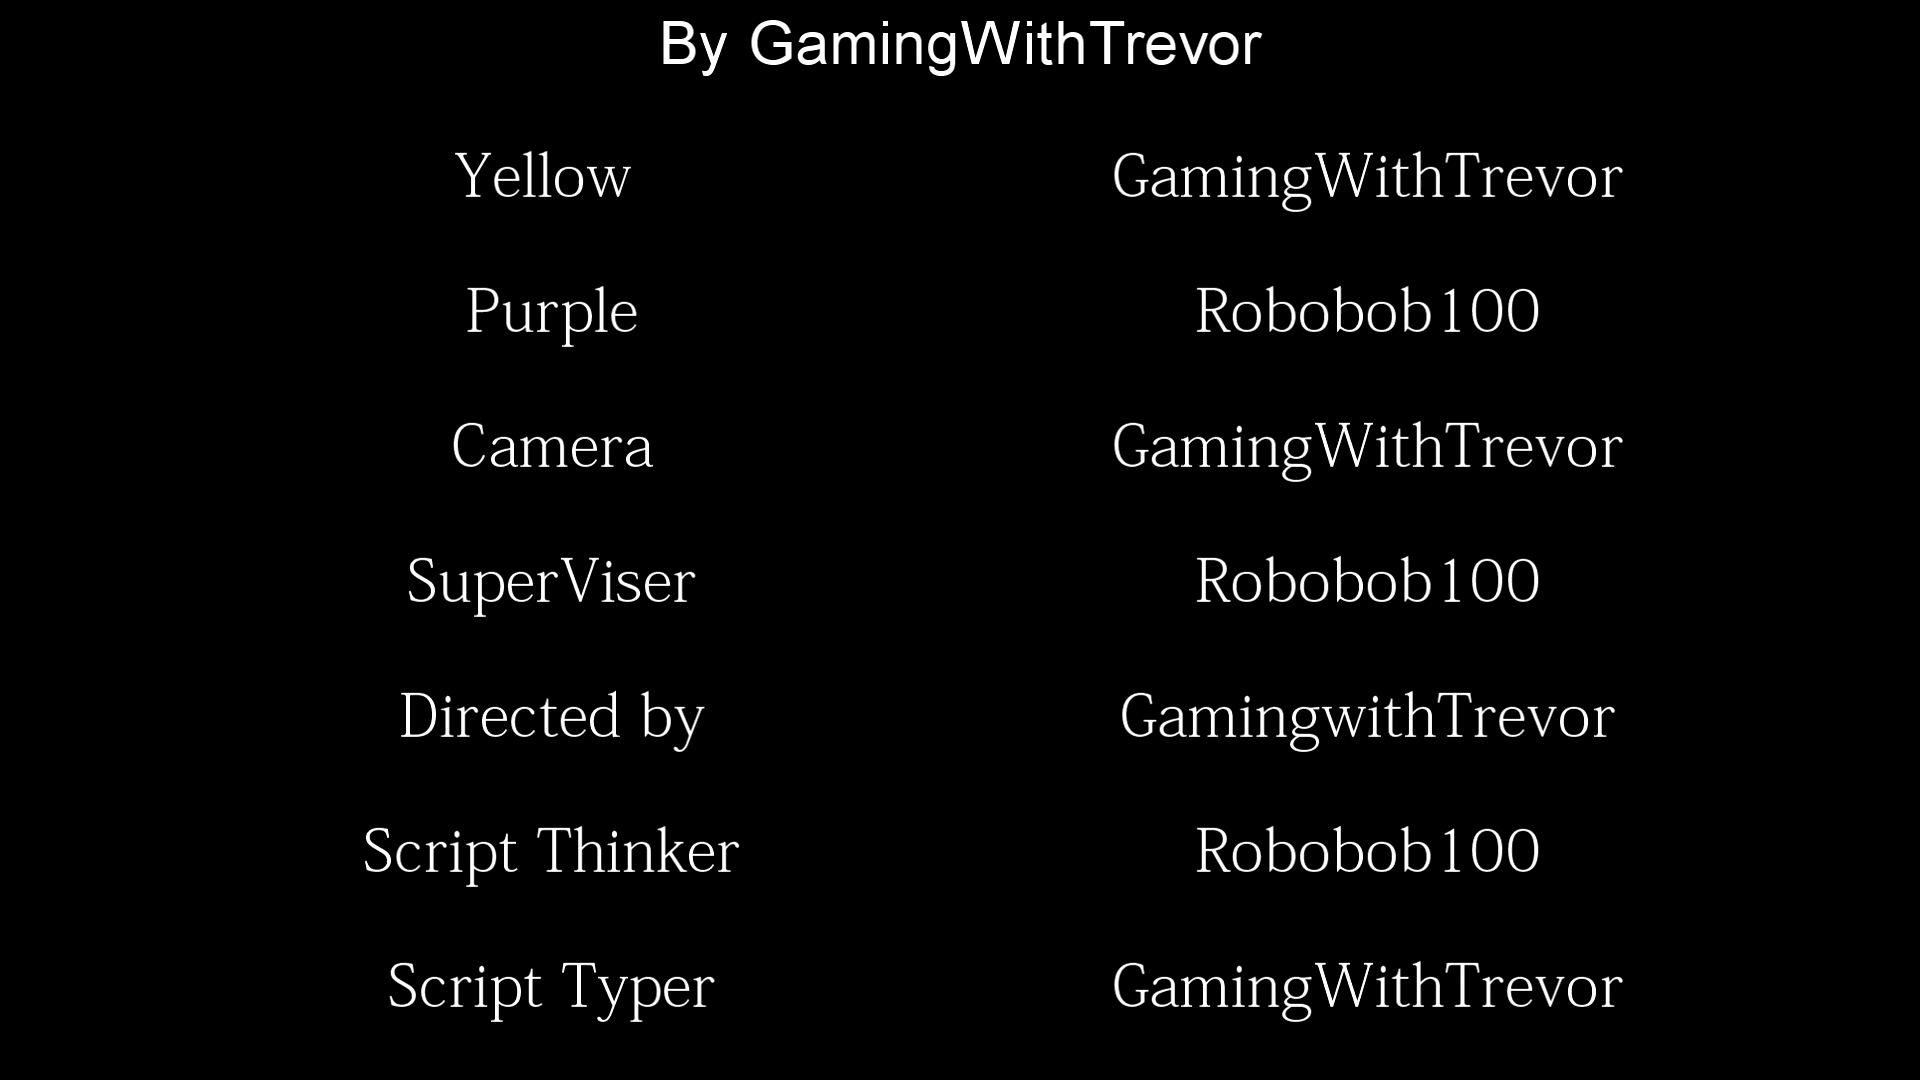 By GamingWithTrevor
Yellow GamingWithTrevor
Purple Robobob100
Camera GamingWithTrevor
SuperViser Robobob100
Directed by GamingwithTrevor
Script Thinker Robobob100
Script Typer GamingWithTrevor